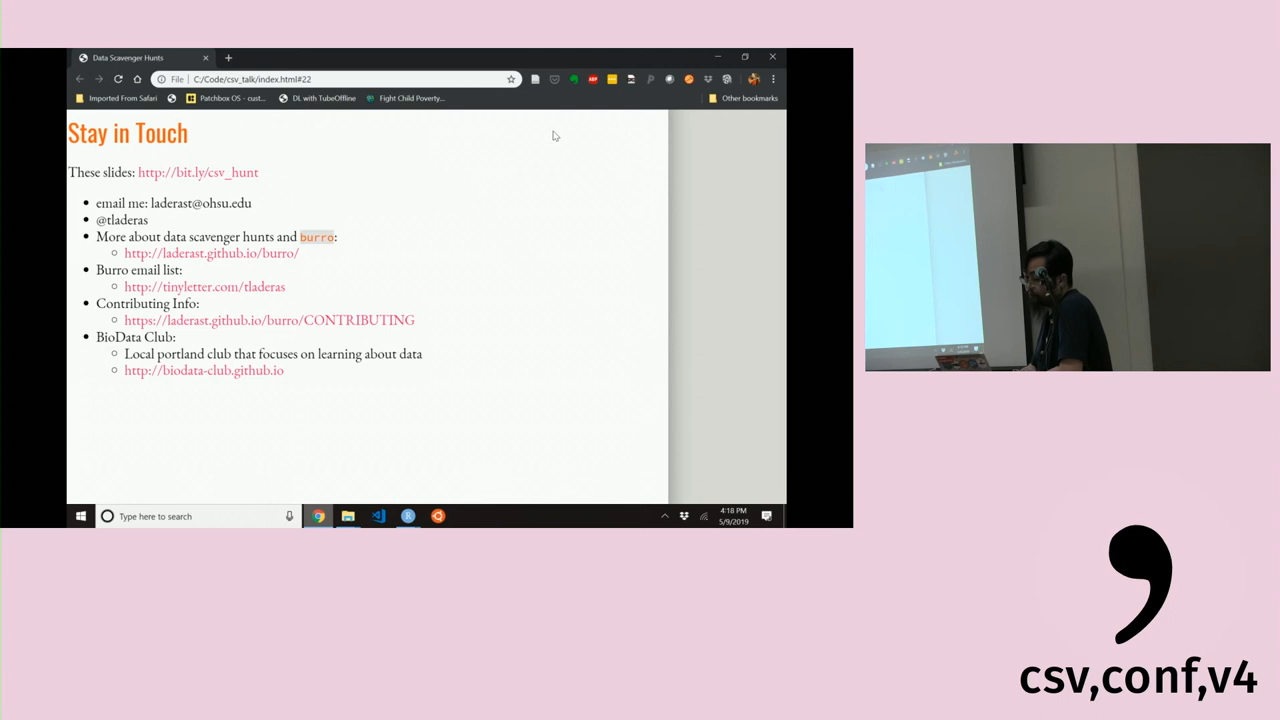 Data Scavenger Hunts
File
C:/Code/csv_talk/index.html#22
Imported From Safari
Patchbox OS - cust...
DL with TubeOffline
Fight Child Poverty...
Other bookmarks
Stay in Touch
These slides: http://bit.ly/csv_hunt
email me: laderast@ohsu.edu
@tladeras
More about data scavenger hunts and burro:
http://laderast.github.io/burro/
Burro email list:
http://tinyletter.com/tladeras
Contributing Info:
https://laderast.github.io/burro/CONTRIBUTING
BioData Club:
Local portland club that focuses on learning about data
http://biodata-club.github.io
Type here to search
4:18 PM
5/9/2019
csv,conf,v4